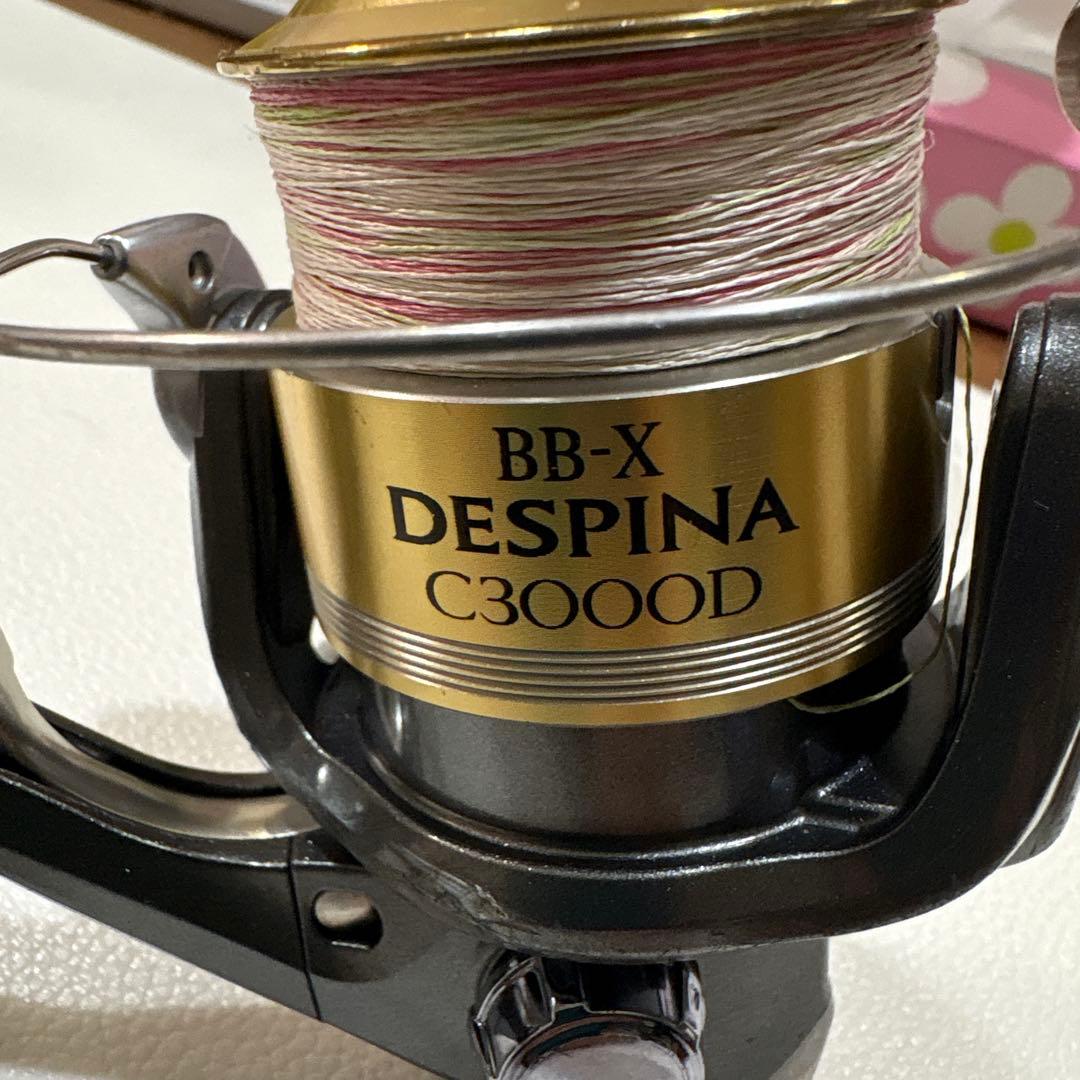 BB-X
DESPINA
C3000D